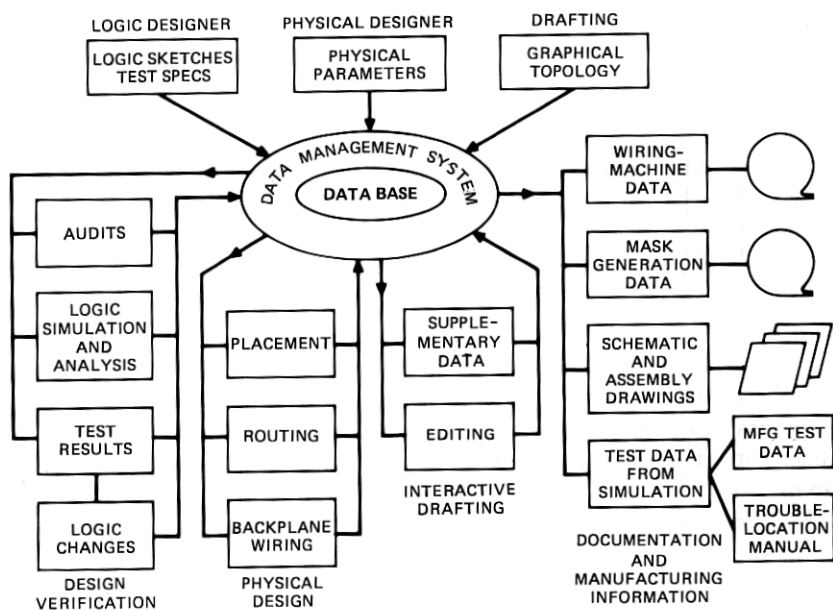 LOGIC DESIGNER
LOGIC SKETCHES
TEST SPECS
PHYSICAL DESIGNER
PHYSICAL
PARAMETERS
DRAFTING
GRAPHICAL
TOPOLOGY
DATA MANAGEMENT SYSTEM
DATA BASE
AUDITS
LOGIC
SIMULATION
AND
ANALYSIS
TEST
RESULTS
LOGIC
CHANGES
DESIGN
VERIFICATION
PLACEMENT
ROUTING
BACKPLANE
WIRING
PHYSICAL
DESIGN
SUPPLE-
MENTARY
DATA
EDITING
INTERACTIVE
DRAFTING
WIRING-
MACHINE
DATA
MASK
GENERATION
DATA
SCHEMATIC
AND
ASSEMBLY
DRAWINGS
TEST DATA
FROM
SIMULATION
MFG TEST
DATA
TROUBLE-
LOCATION
MANUAL
DOCUMENTATION
AND
MANUFACTURING
INFORMATION